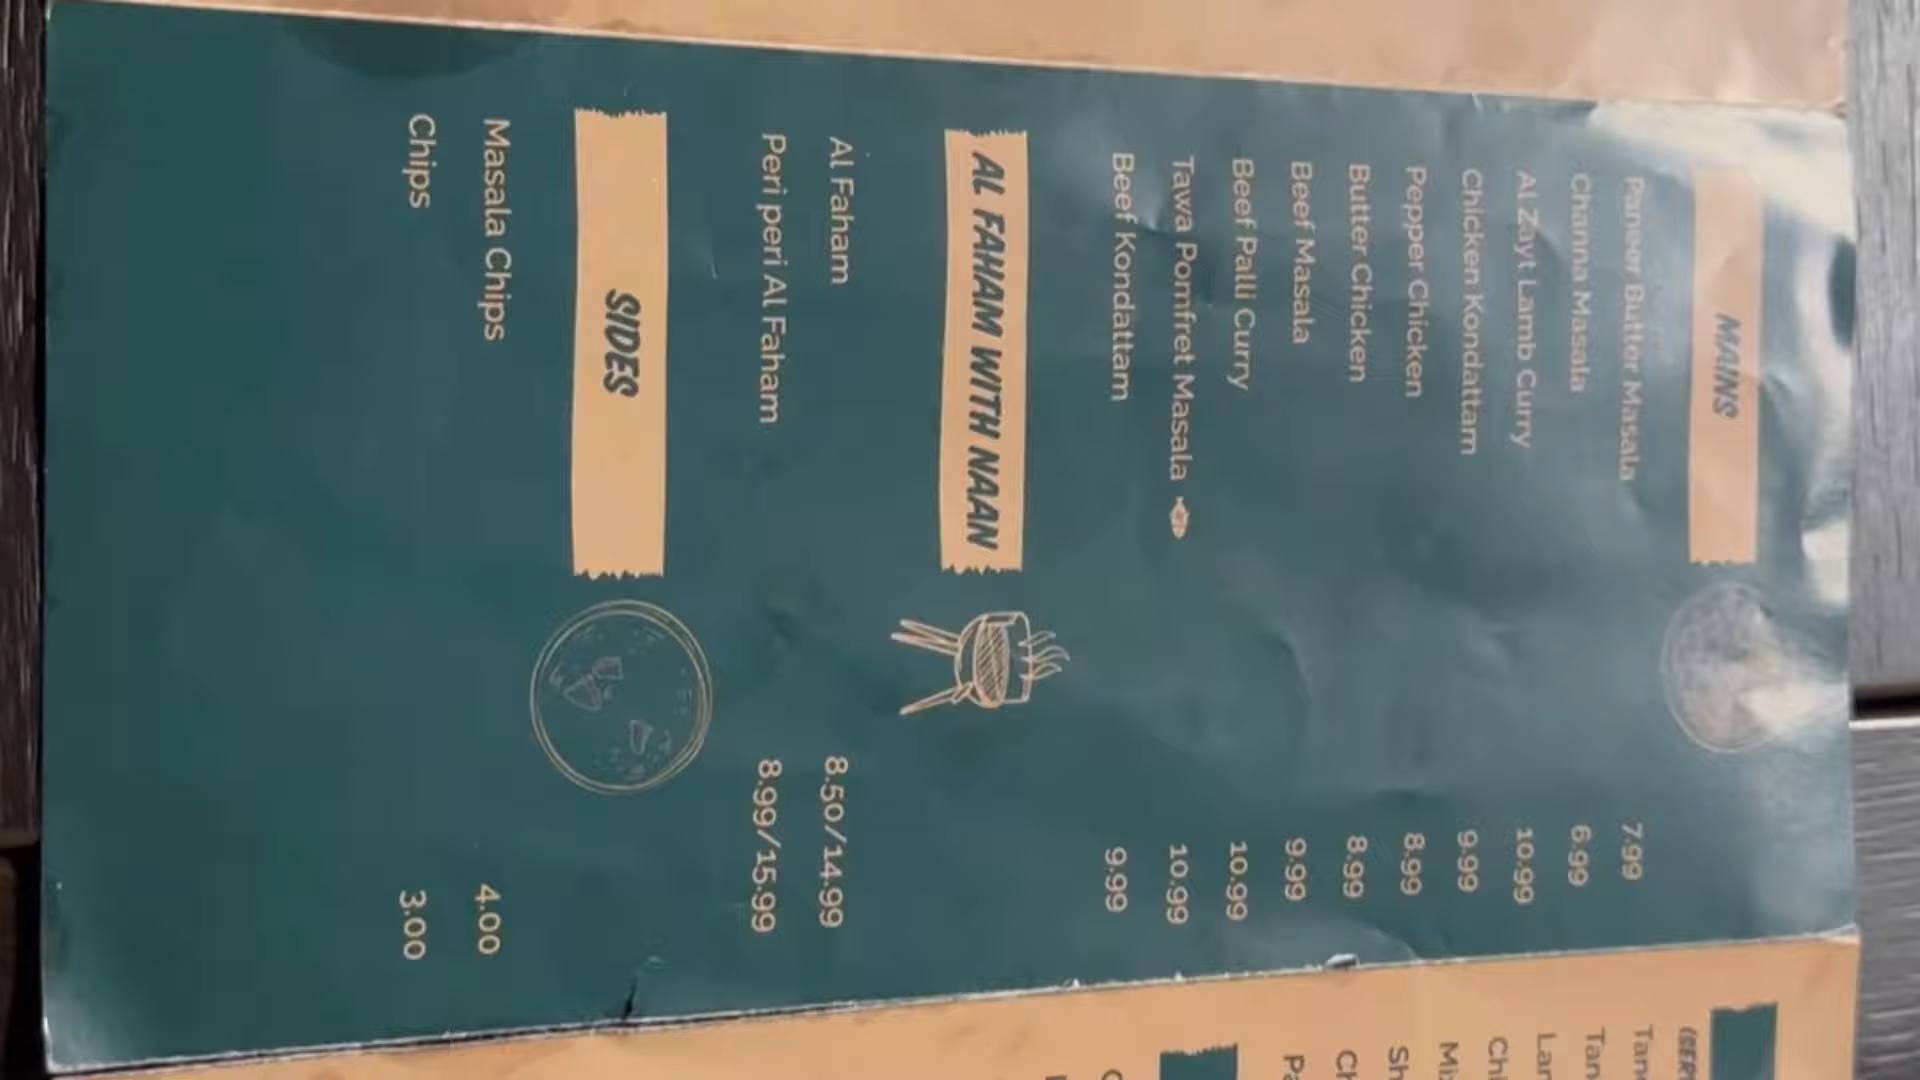 MAINS
Paneer Butter Masala 7.99
Channa Masala 6.99
Al Zayt Lamb Curry 10.99
Chicken Kondattam 9.99
Pepper Chicken 8.99
Butter Chicken 8.99
Beef Masala 9.99
Beef Palli Curry 10.99
Tawa Pomfret Masala 10.99
Beef Kondattam 9.99
AL FAHAM WITH NAAN
Al Faham 8.50/14.99
Peri peri Al Faham 8.99/15.99
SIDES
Masala Chips 4.00
Chips 3.00